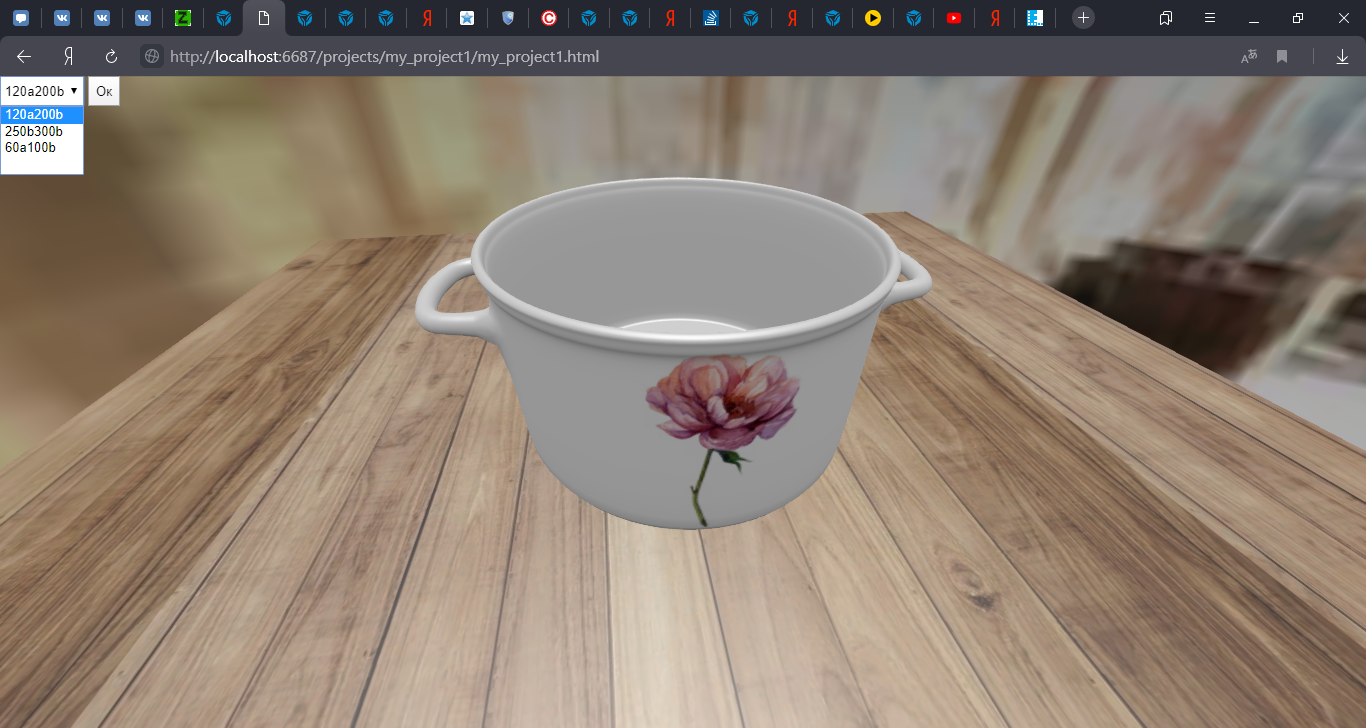 http://localhost:6687/projects/my_project1/my_project1.html
120a200b Ок
120a200b
250b300b
60a100b